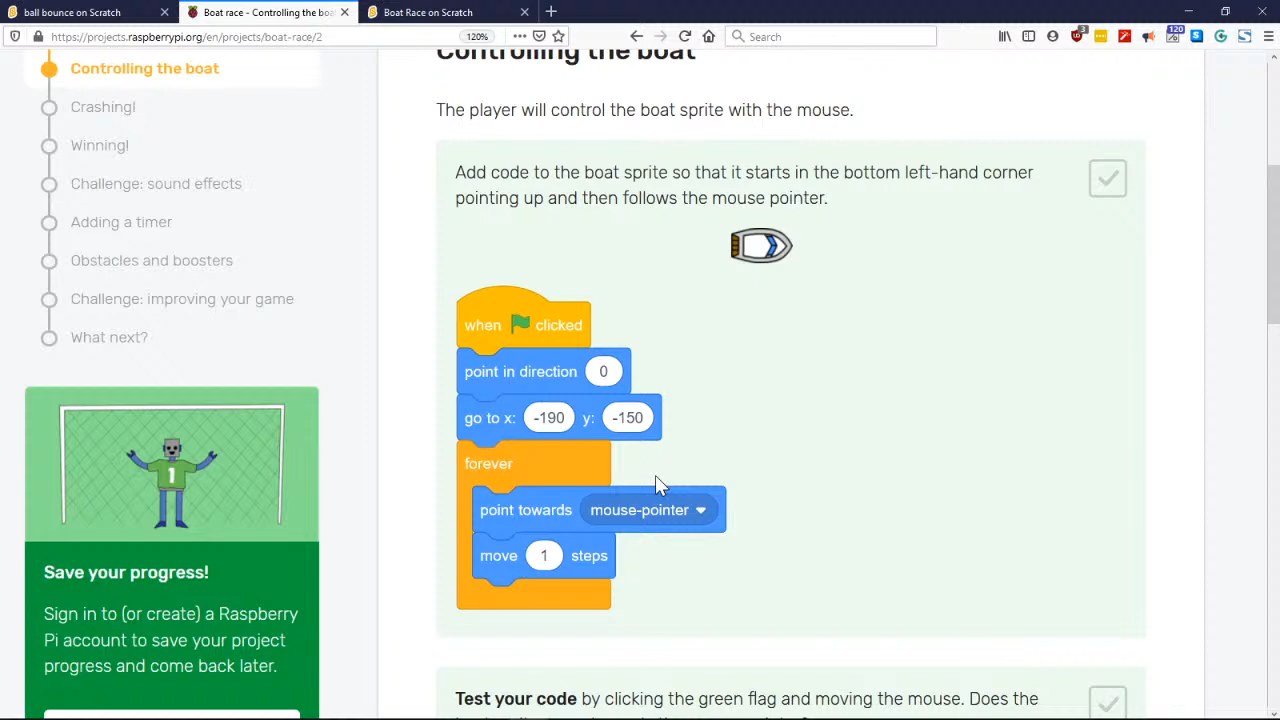 ball bounce on Scratch
Boat race - Controlling the boa
Boat Race on Scratch
https://projects.raspberrypi.org/en/projects/boat-race/2
120%
Search
3
120
Controlling the boat
Crashing!
Winning!
Challenge: sound effects
Adding a timer
Obstacles and boosters
Challenge: improving your game
What next?
1
Save your progress!
Sign in to (or create) a Raspberry
Pi account to save your project
progress and come back later.
Controlling the boat
The player will control the boat sprite with the mouse.
Add code to the boat sprite so that it starts in the bottom left-hand corner
pointing up and then follows the mouse pointer.
when clicked
point in direction 0
go to x: -190 y: -150
forever
point towards mouse-pointer
move 1 steps
Test your code by clicking the green flag and moving the mouse. Does the